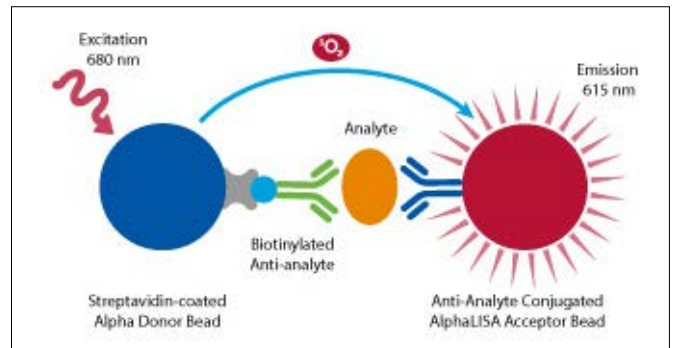 Excitation
680 nm
¹O₂
Emission
615 nm
Analyte
Biotinylated
Anti-analyte
Streptavidin-coated
Alpha Donor Bead
Anti-Analyte Conjugated
AlphaLISA Acceptor Bead